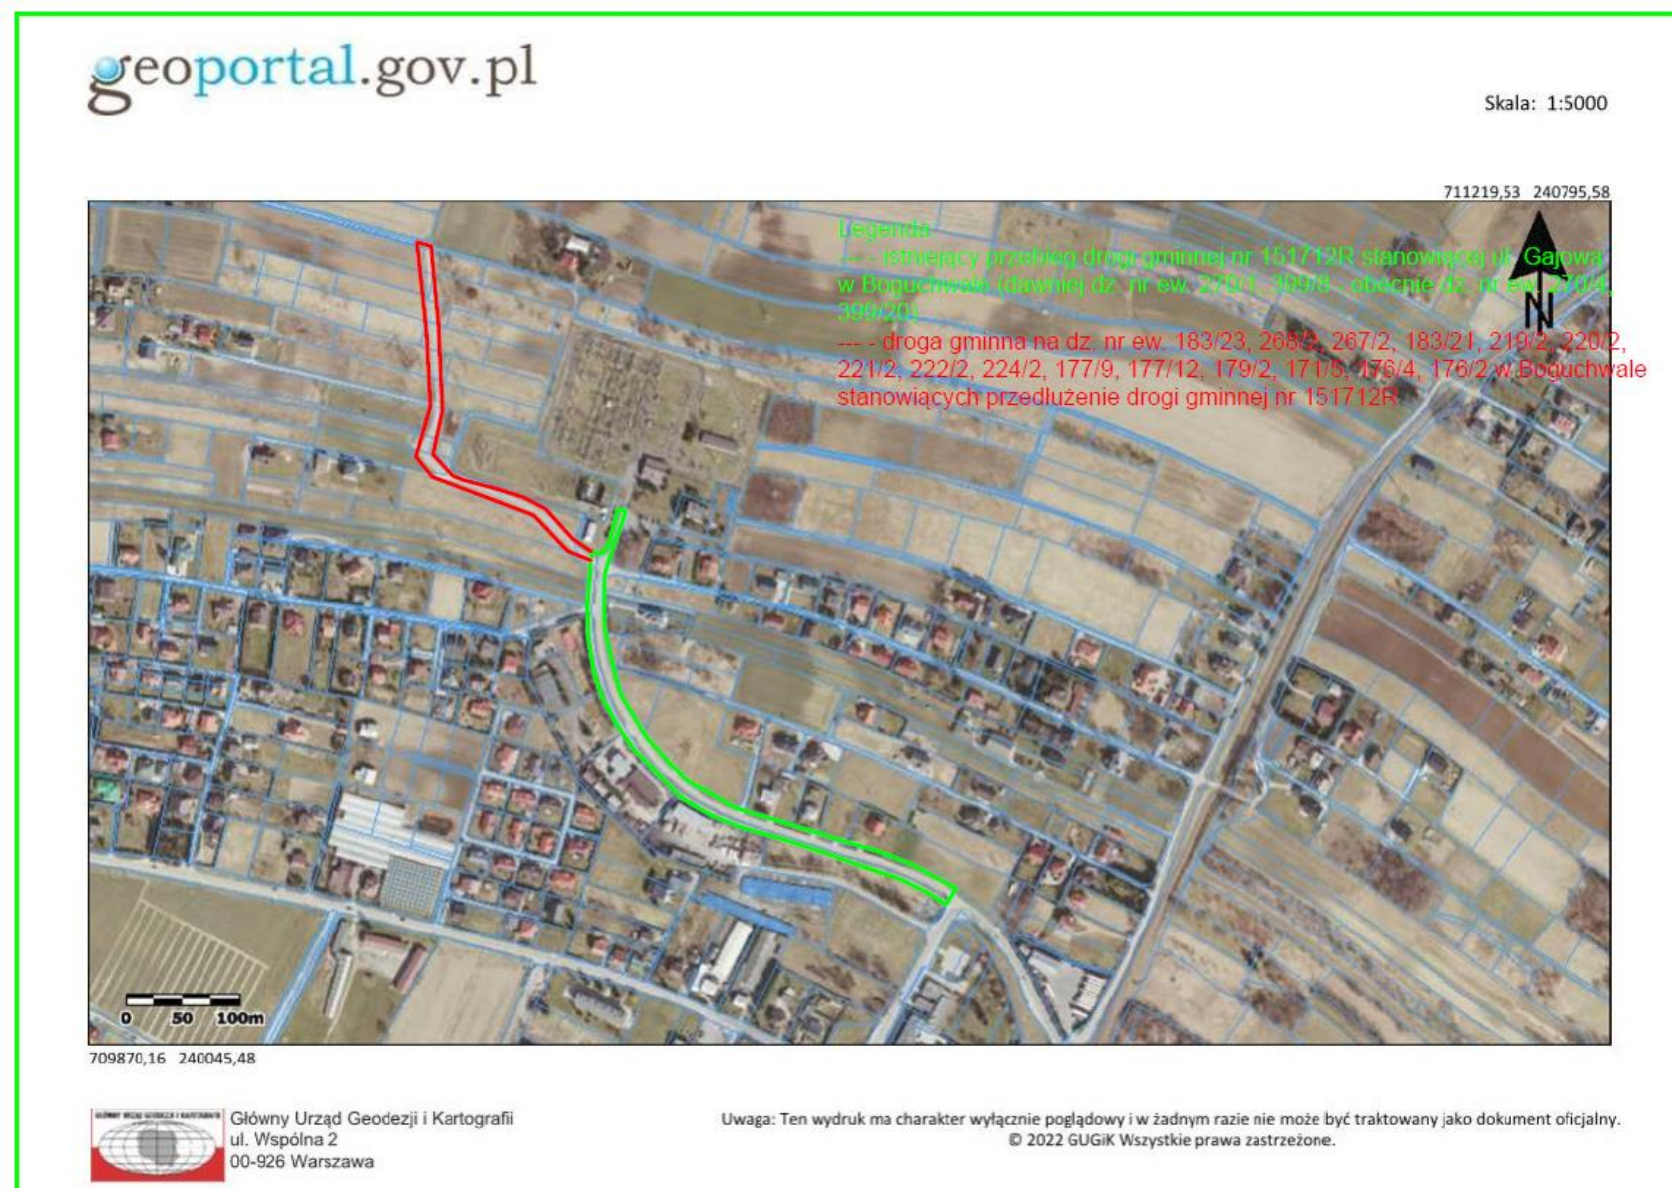 geoportal.gov.pl
Skala: 1:5000
711219,53 240795,58
Legenda
--- - istniejący przebieg drogi gminnej nr 151712R stanowiącej ul. Gajowa
w Boguchwale (dawniej dz. nr ew. 270/1, 399/8 - obecnie dz. nr ew. 270/4,
399/20)
--- - droga gminna na dz. nr ew. 183/23, 268/2, 267/2, 183/21, 219/2, 220/2,
221/2, 222/2, 224/2, 177/9, 177/12, 179/2, 171/5, 176/4, 176/2 w Boguchwale
stanowiących przedłużenie drogi gminnej nr 151712R
N
0 50 100m
709870,16 240045,48
GŁÓWNY URZĄD GEODEZJI I KARTOGRAFII
Główny Urząd Geodezji i Kartografii
ul. Wspólna 2
00-926 Warszawa
Uwaga: Ten wydruk ma charakter wyłącznie poglądowy i w żadnym razie nie może być traktowany jako dokument oficjalny.
© 2022 GUGiK Wszystkie prawa zastrzeżone.